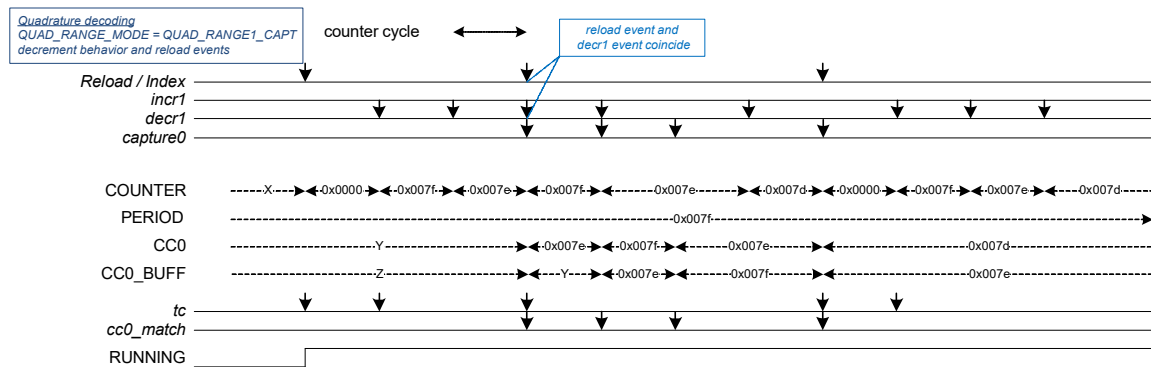 Quadrature decoding
QUAD_RANGE_MODE = QUAD_RANGE1_CAPT
decrement behavior and reload events
counter cycle
reload event and
decr1 event coincide
Reload / Index
incr1
decr1
capture0
COUNTER X 0x0000 0x007f 0x007e 0x007f 0x007e 0x007d 0x0000 0x007f 0x007e 0x007d
PERIOD 0x007f
CC0 Y 0x007e 0x007f 0x007e 0x007d
CC0_BUFF Z Y 0x007e 0x007f 0x007e
tc
cc0_match
RUNNING